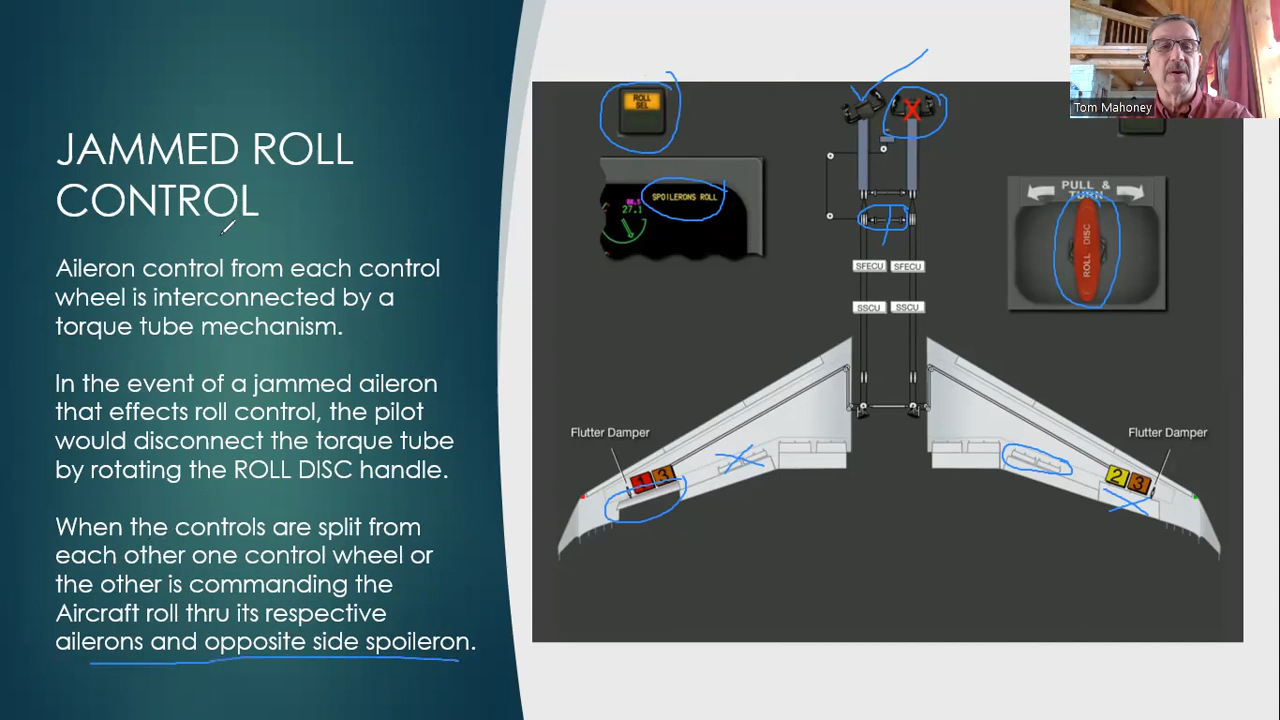 JAMMED ROLL
CONTROL
Aileron control from each control
wheel is interconnected by a
torque tube mechanism.
In the event of a jammed aileron
that effects roll control, the pilot
would disconnect the torque tube
by rotating the ROLL DISC handle.
When the controls are split from
each other one control wheel or
the other is commanding the
Aircraft roll thru its respective
ailerons and opposite side spoileron.
ROLL
SEL
SPOILERONS ROLL
27.1
X
PULL &
TURN
ROLL DISC
SFECU SFECU
SSCU SSCU
Flutter Damper
Flutter Damper
1 3
2 3
Tom Mahoney